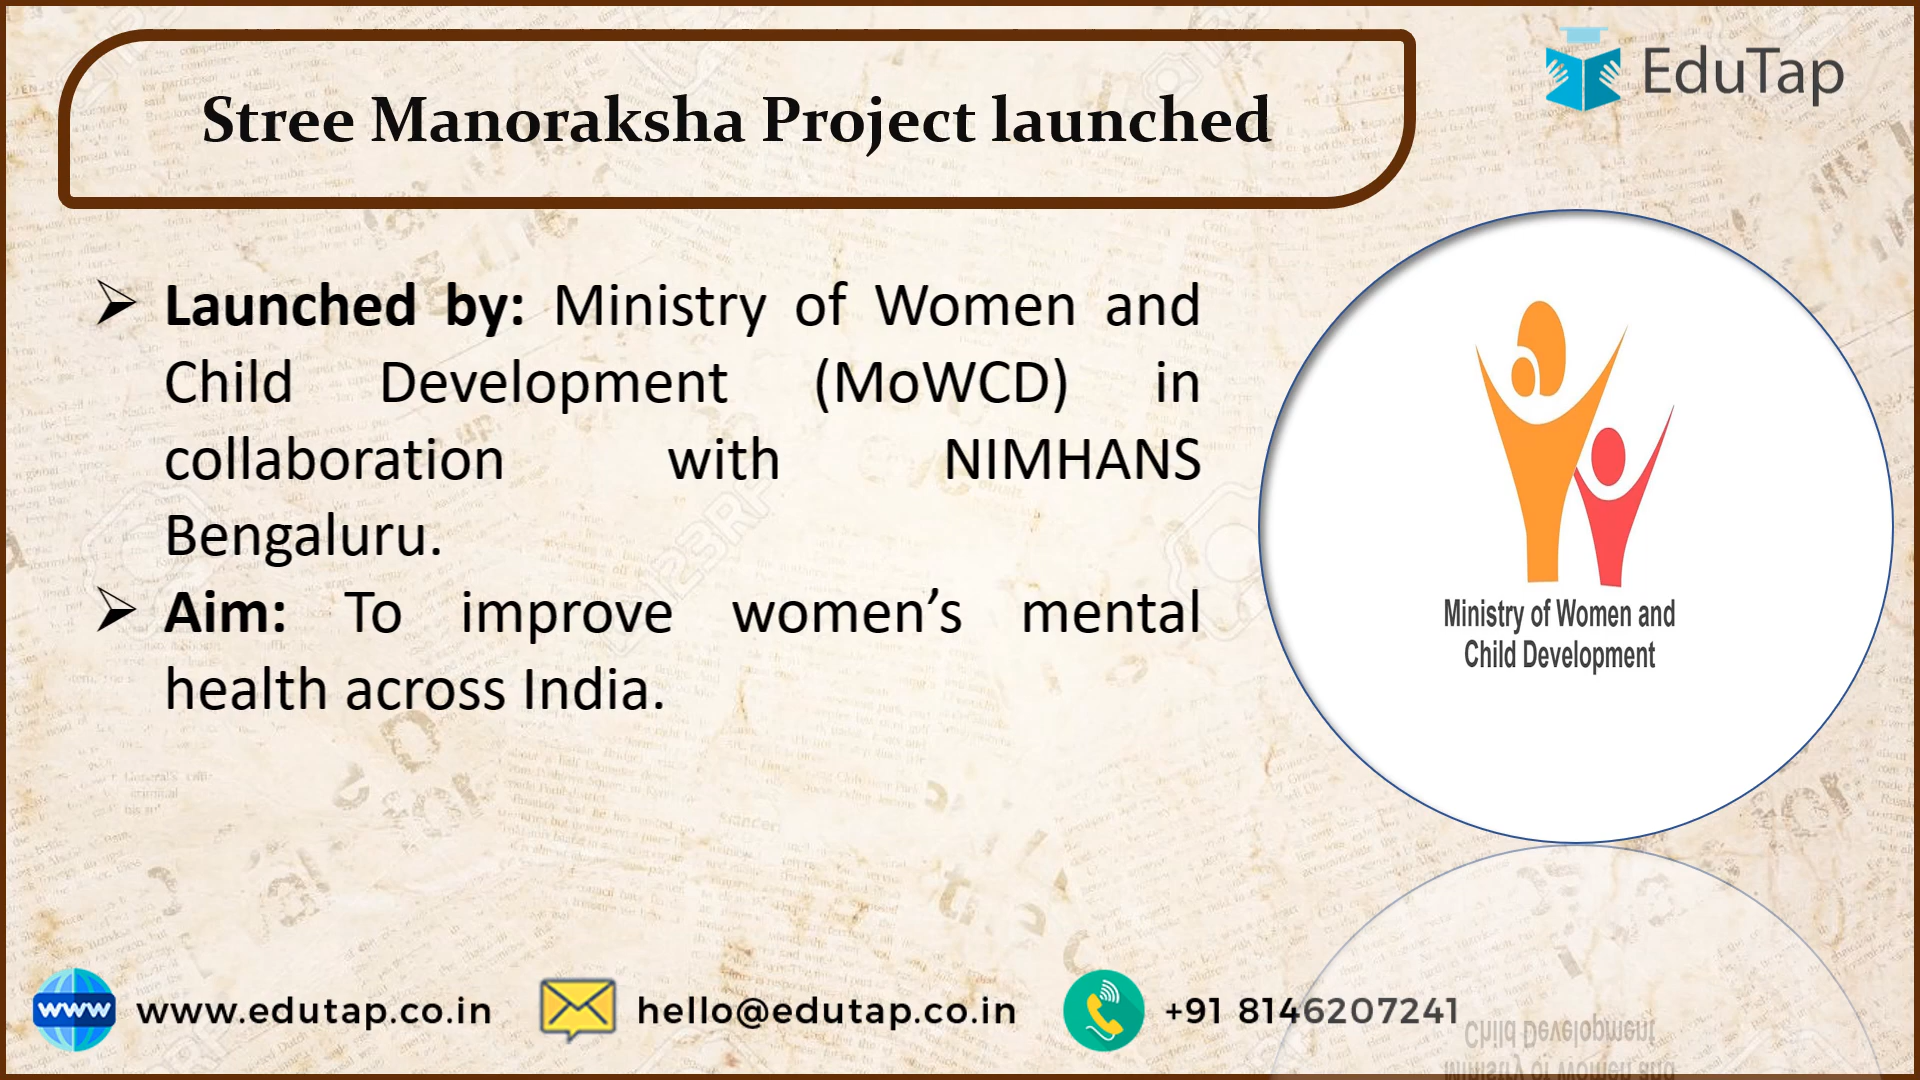 Stree Manoraksha Project launched
EduTap
Launched by: Ministry of Women and
Child Development (MoWCD) in
collaboration with NIMHANS
Bengaluru.
Aim: To improve women’s mental
health across India.
Ministry of Women and
Child Development
www
www.edutap.co.in
hello@edutap.co.in
+91 8146207241